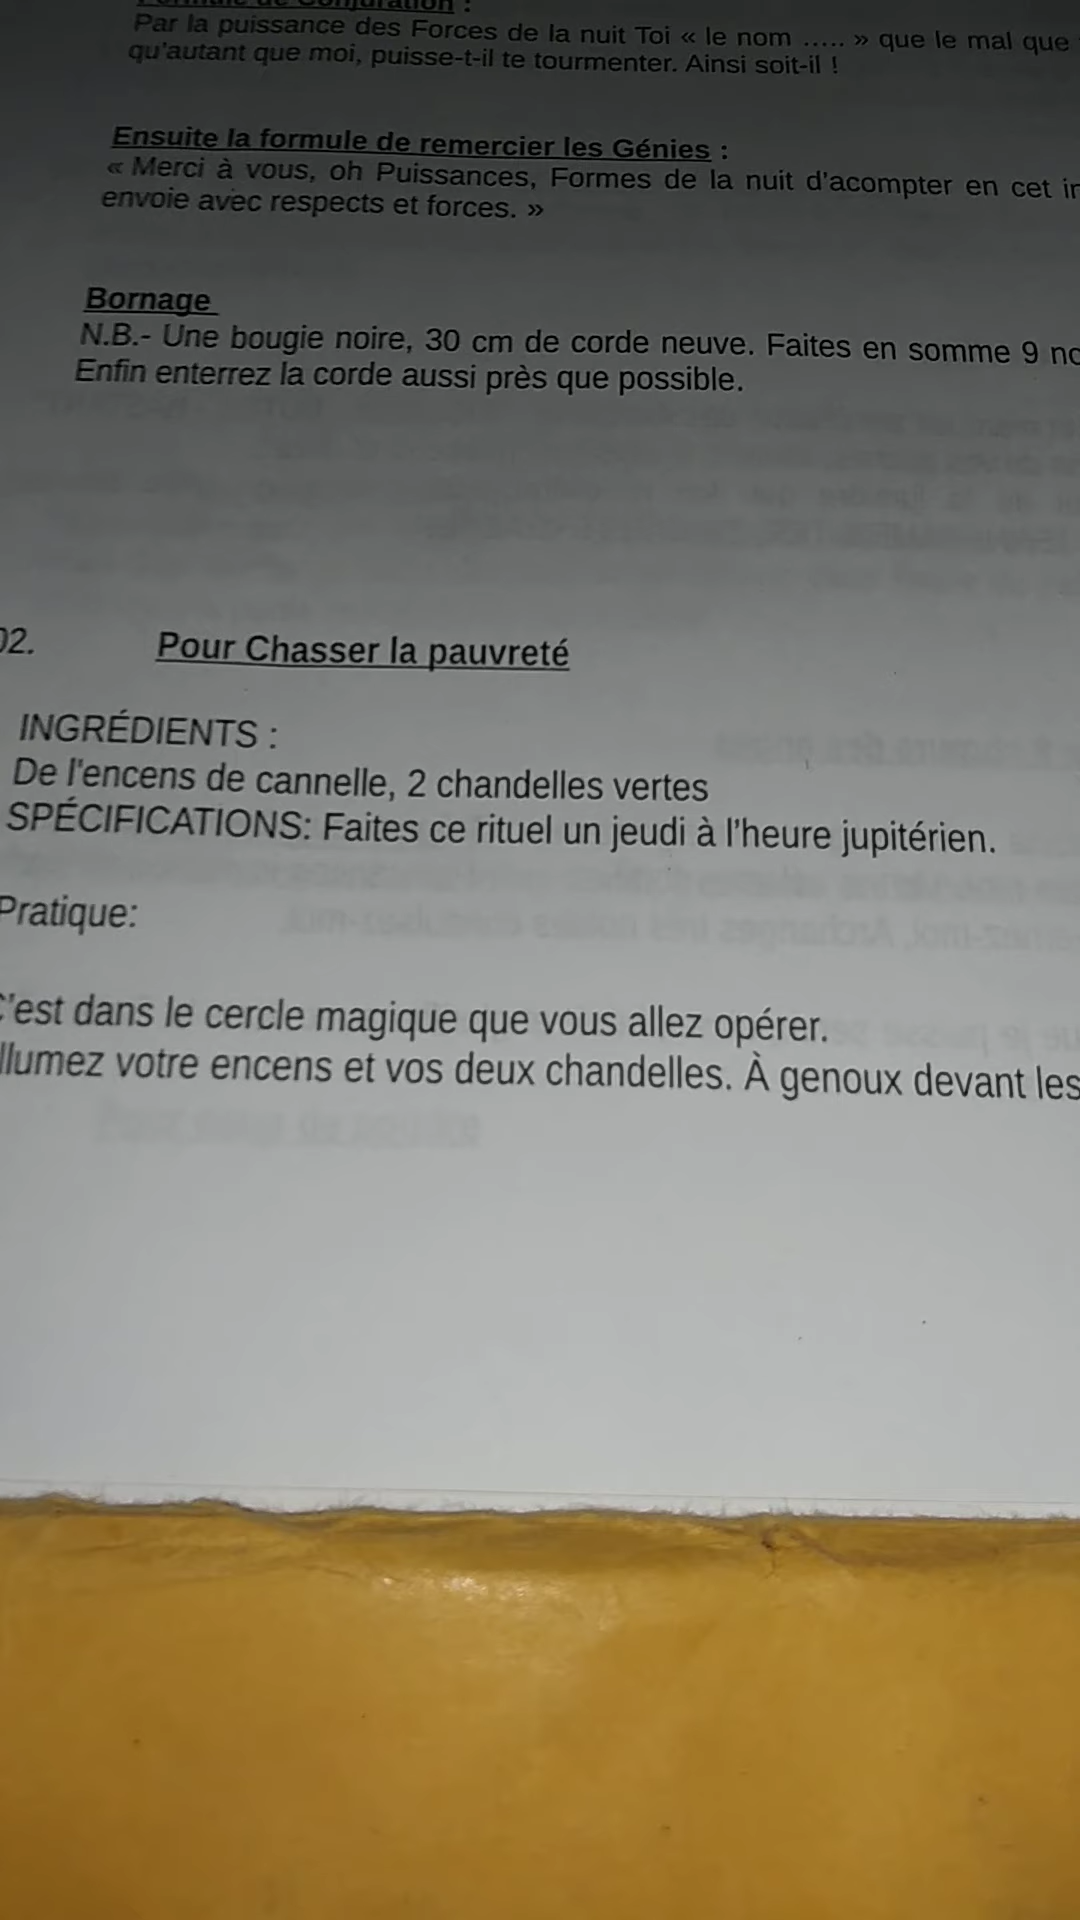 Formule de Conjuration :
Par la puissance des Forces de la nuit Toi « le nom ..... » que le mal que
qu'autant que moi, puisse-t-il te tourmenter. Ainsi soit-il !
Ensuite la formule de remercier les Génies :
« Merci à vous, oh Puissances, Formes de la nuit d'acompter en cet
envoie avec respects et forces. »
Bornage
N.B.- Une bougie noire, 30 cm de corde neuve. Faites en somme 9
Enfin enterrez la corde aussi près que possible.
02. Pour Chasser la pauvreté
INGRÉDIENTS :
De l'encens de cannelle, 2 chandelles vertes
SPÉCIFICATIONS: Faites ce rituel un jeudi à l'heure jupitérien.
Pratique:
C'est dans le cercle magique que vous allez opérer.
llumez votre encens et vos deux chandelles. À genoux devant les